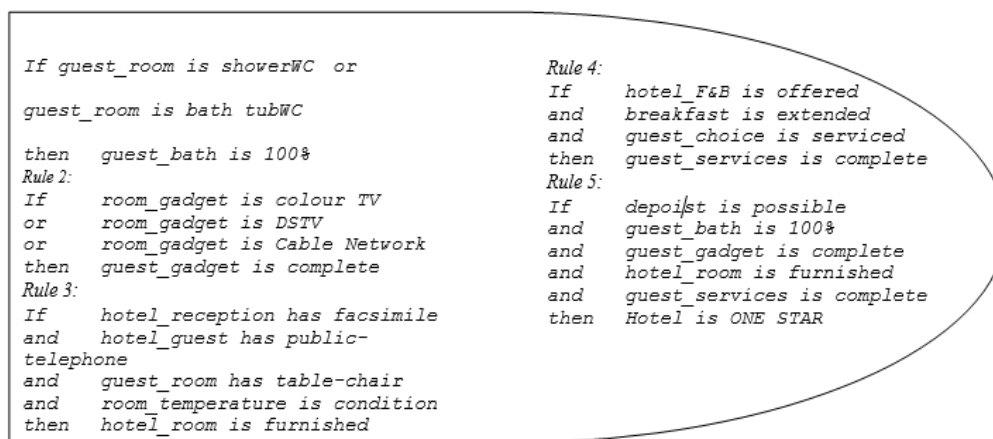 If guest_room is showerWC or
guest_room is bath tubWC
then guest_bath is 100%
Rule 2:
If room_gadget is colour TV
or room_gadget is DSTV
or room_gadget is Cable Network
then guest_gadget is complete
Rule 3:
If hotel_reception has facsimile
and hotel_guest has public-
telephone
and guest_room has table-chair
and room_temperature is condition
then hotel_room is furnished
Rule 4:
If hotel_F&B is offered
and breakfast is extended
and guest_choice is serviced
then guest_services is complete
Rule 5:
If depoist is possible
and guest_bath is 100%
and guest_gadget is complete
and hotel_room is furnished
and guest_services is complete
then Hotel is ONE STAR